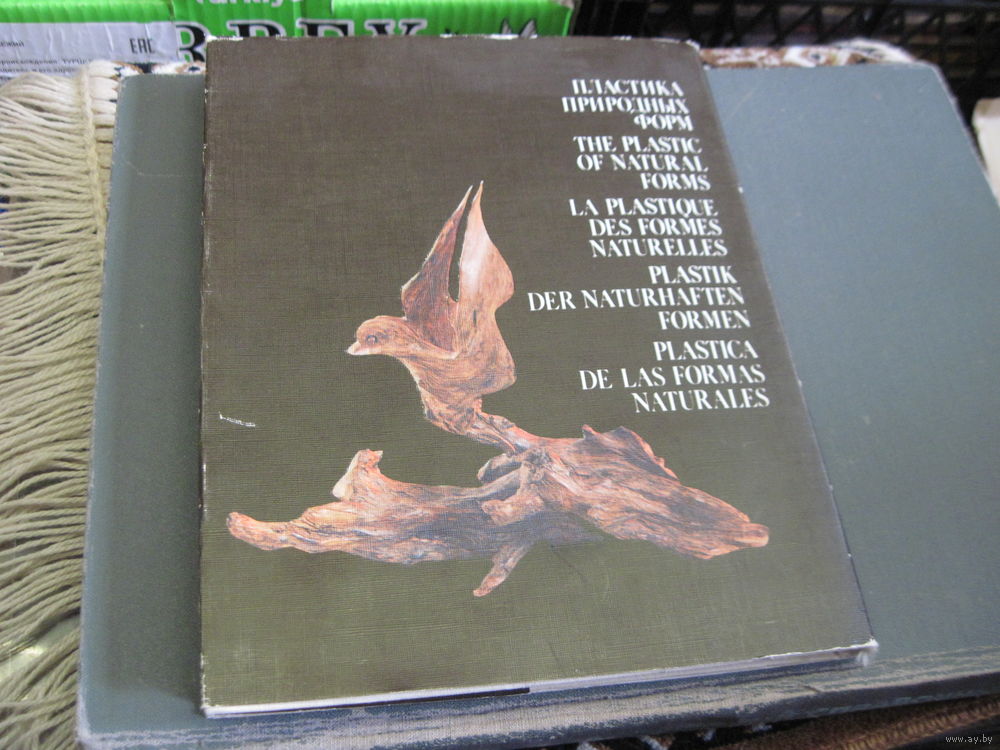 EAC
ПЛАСТИКА
ПРИРОДНЫХ
ФОРМ
THE PLASTIC
OF NATURAL
FORMS
LA PLASTIQUE
DES FORMES
NATURELLES
PLASTIK
DER NATURHAFTEN
FORMEN
PLASTICA
DE LAS FORMAS
NATURALES
www.ay.by